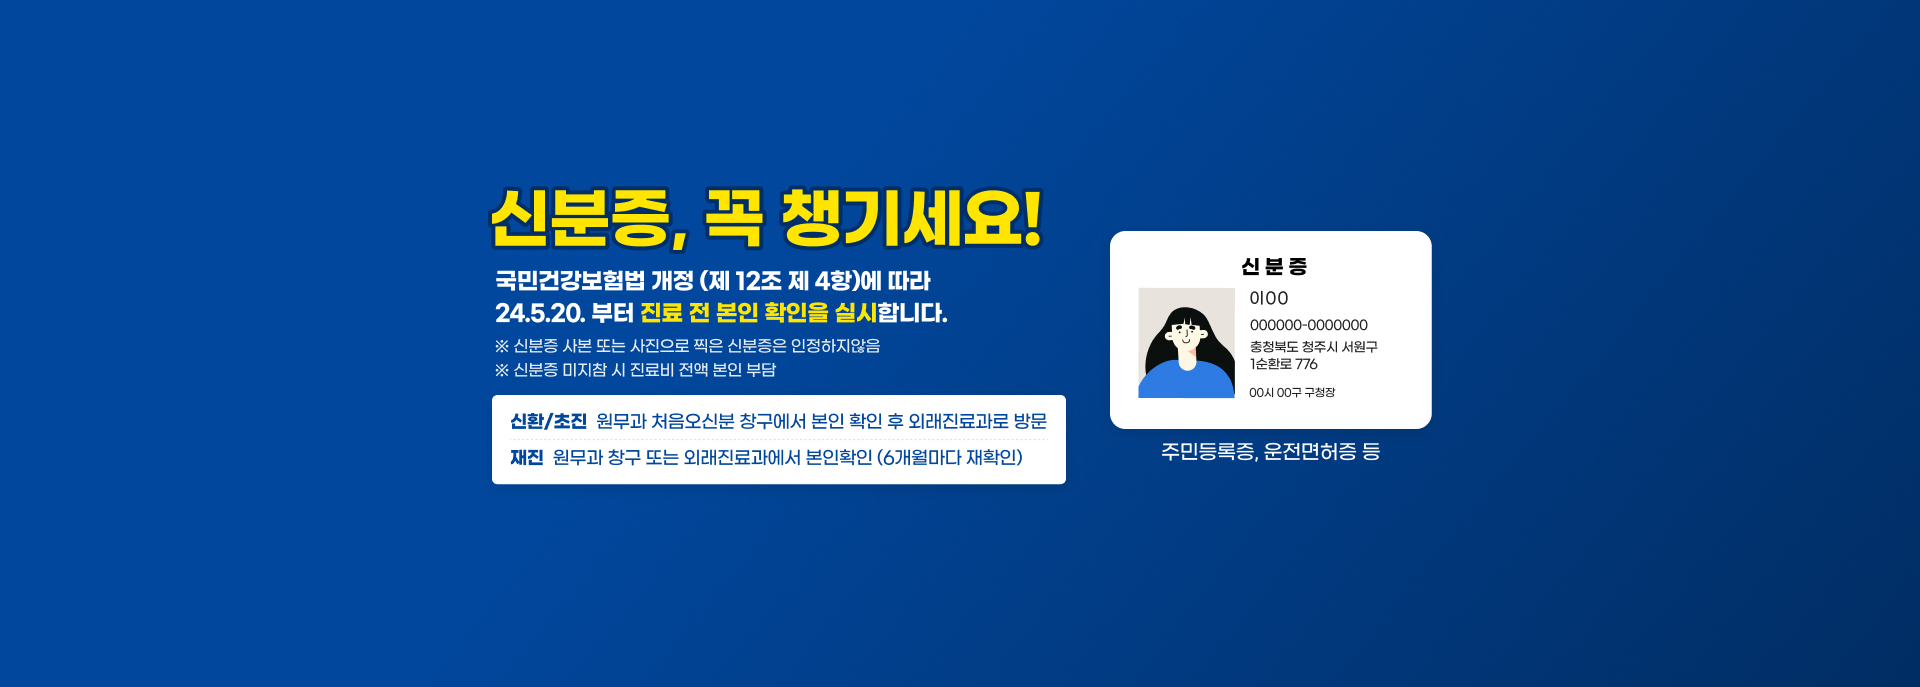 신분증, 꼭 챙기세요!
국민건강보험법 개정 (제 12조 제 4항)에 따라
24.5.20. 부터 진료 전 본인 확인을 실시합니다.
※ 신분증 사본 또는 사진으로 찍은 신분증은 인정하지않음
※ 신분증 미지참 시 진료비 전액 본인 부담
신환/초진 원무과 처음오신분 창구에서 본인 확인 후 외래진료과로 방문
재진 원무과 창구 또는 외래진료과에서 본인확인 (6개월마다 재확인)
신 분 증
이OO
000000-0000000
충청북도 청주시 서원구
1순환로 776
00시 00구 구청장
주민등록증, 운전면허증 등